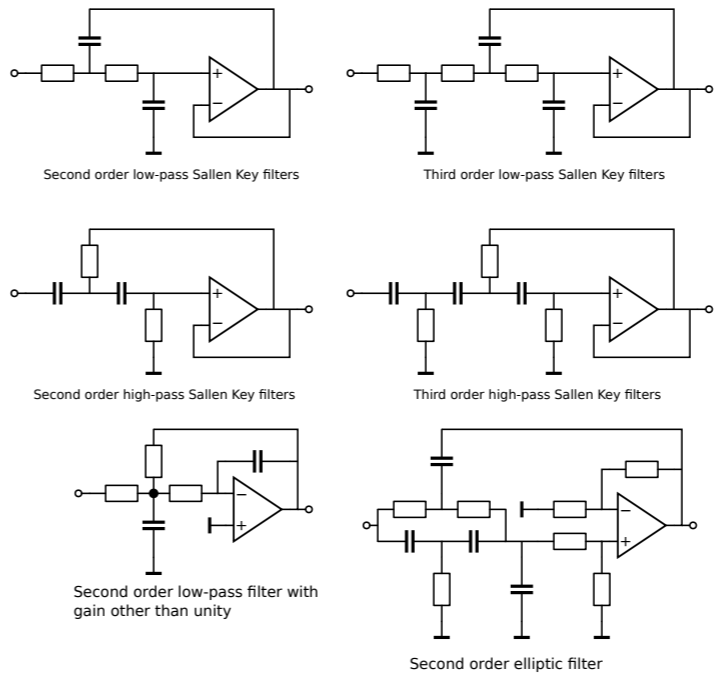 Second order low-pass Sallen Key filters
Third order low-pass Sallen Key filters
Second order high-pass Sallen Key filters
Third order high-pass Sallen Key filters
Second order low-pass filter with
gain other than unity
Second order elliptic filter